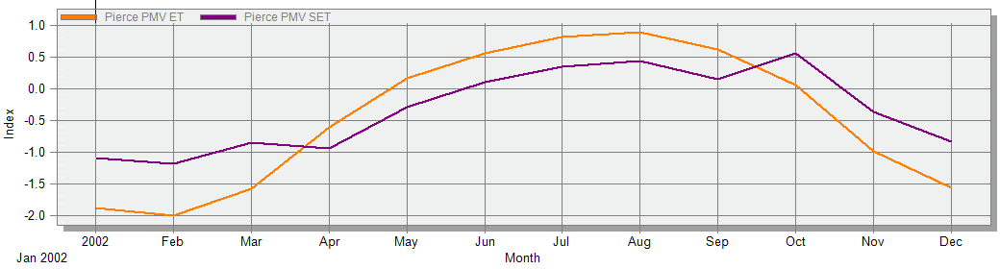 Pierce PMV ET Pierce PMV SET
1.0
0.5
0.0
-0.5
-1.0
-1.5
-2.0
Index
2002 Feb Mar Apr May Jun Jul Aug Sep Oct Nov Dec
Jan 2002 Month